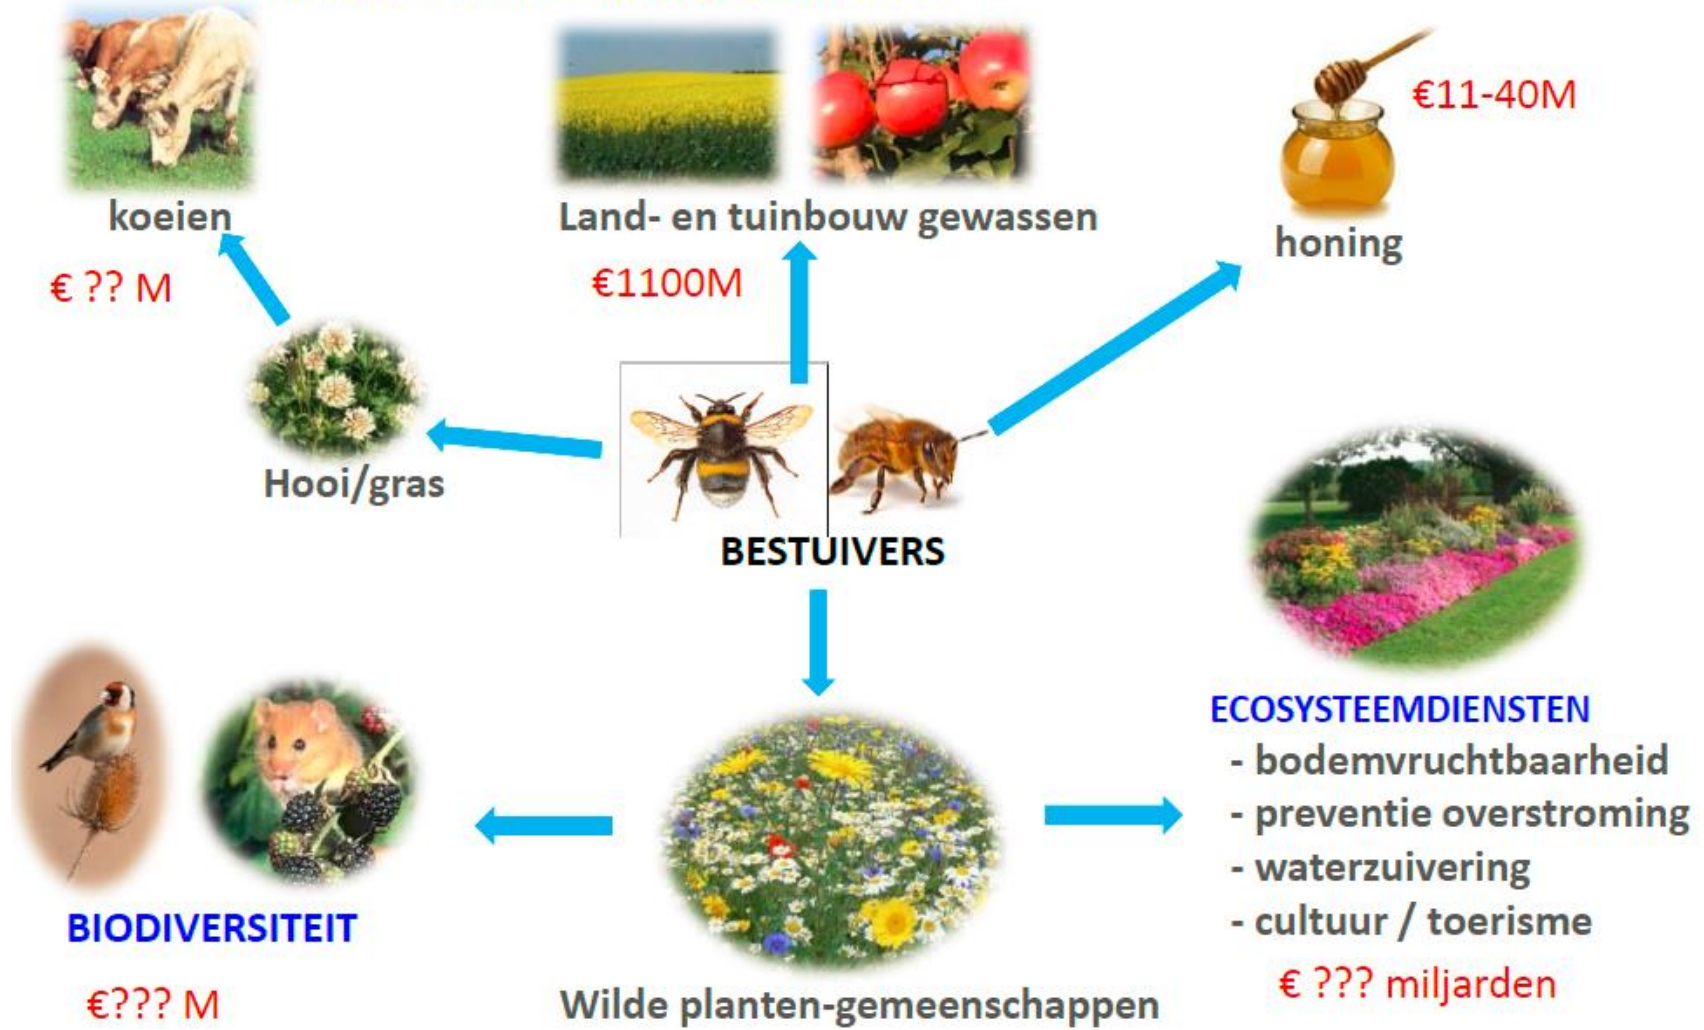 €11-40M
koeien
Land- en tuinbouw gewassen
honing
€ ?? M
€1100M
Hooi/gras
BESTUIVERS
ECOSYSTEEMDIENSTEN
- bodemvruchtbaarheid
- preventie overstroming
- waterzuivering
- cultuur / toerisme
€ ??? miljarden
BIODIVERSITEIT
€??? M
Wilde planten-gemeenschappen